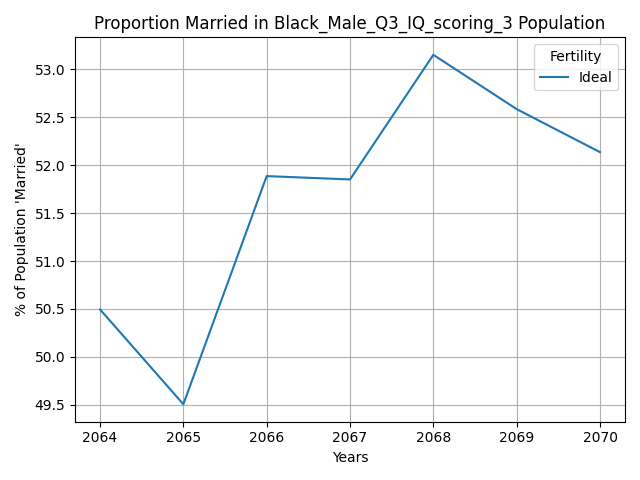 Proportion Married in Black_Male_Q3_IQ_scoring_3 Population
Fertility
Ideal
% of Population 'Married'
53.0
52.5
52.0
51.5
51.0
50.5
50.0
49.5
2064 2065 2066 2067 2068 2069 2070
Years